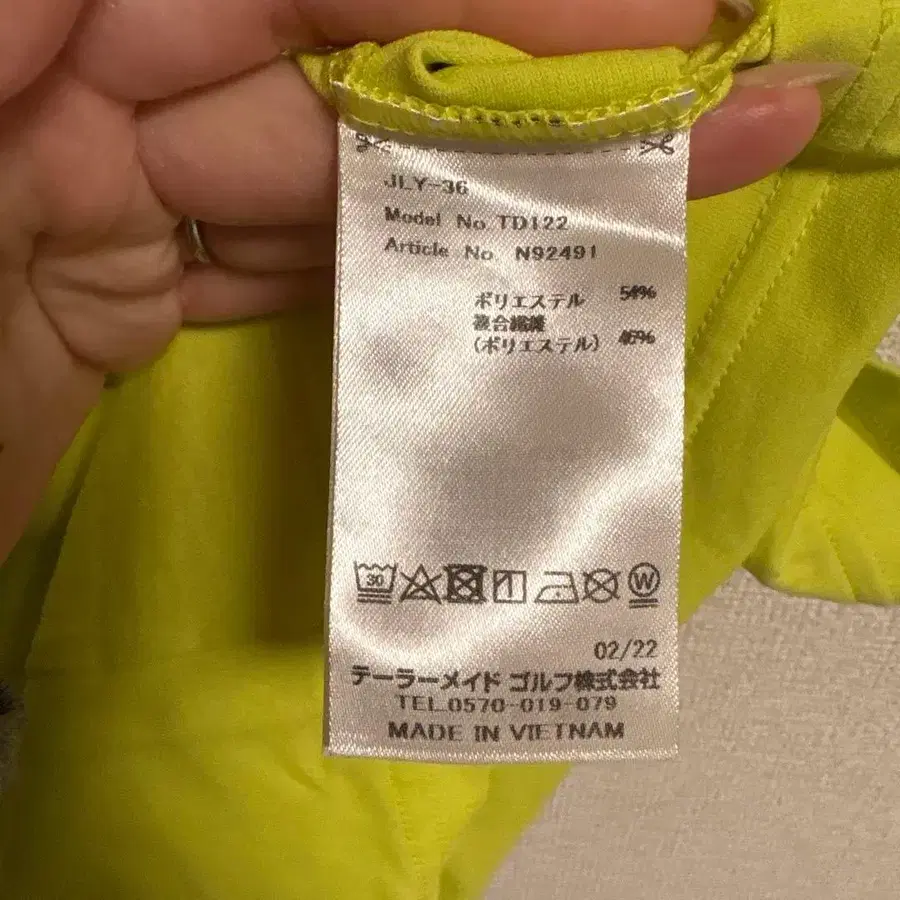 JLY-36
Model No. TD122
Article No. N92491
ポリエステル 54%
複合繊維
(ポリエステル) 46%
30
W
02/22
テーラーメイド ゴルフ株式会社
TEL.0570-019-079
MADE IN VIETNAM